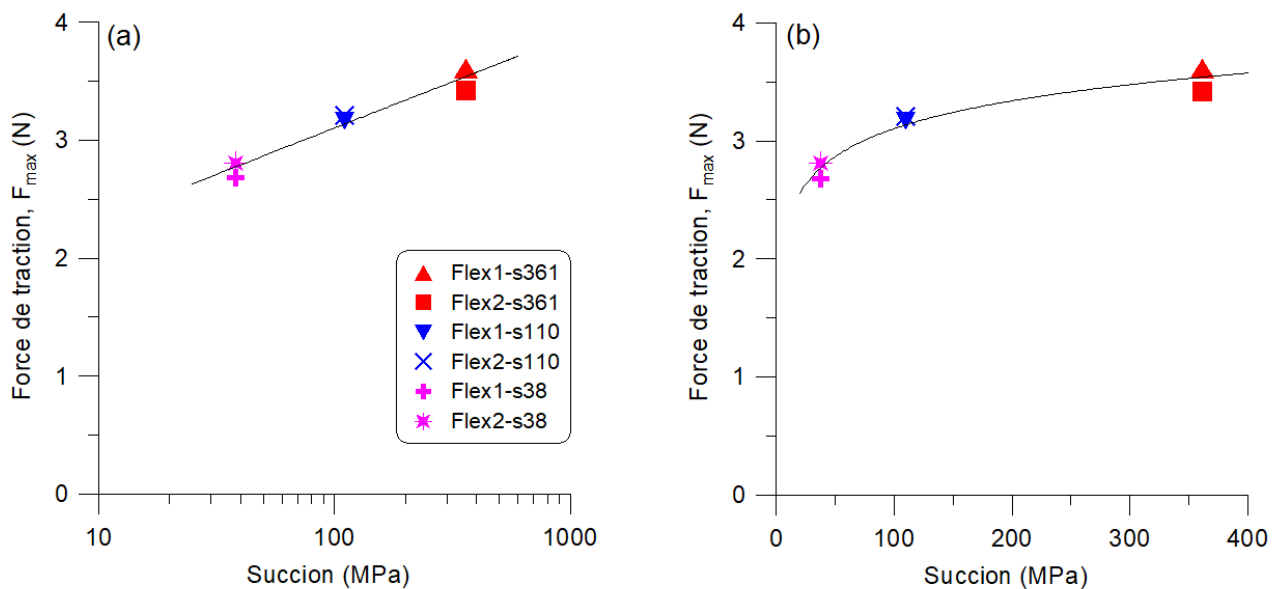 (a)
Force de traction, Fmax (N)
4
3
2
1
0
10
100
1000
Succion (MPa)
Flex1-s361
Flex2-s361
Flex1-s110
Flex2-s110
Flex1-s38
Flex2-s38
(b)
Force de traction, Fmax (N)
4
3
2
1
0
0
100
200
300
400
Succion (MPa)